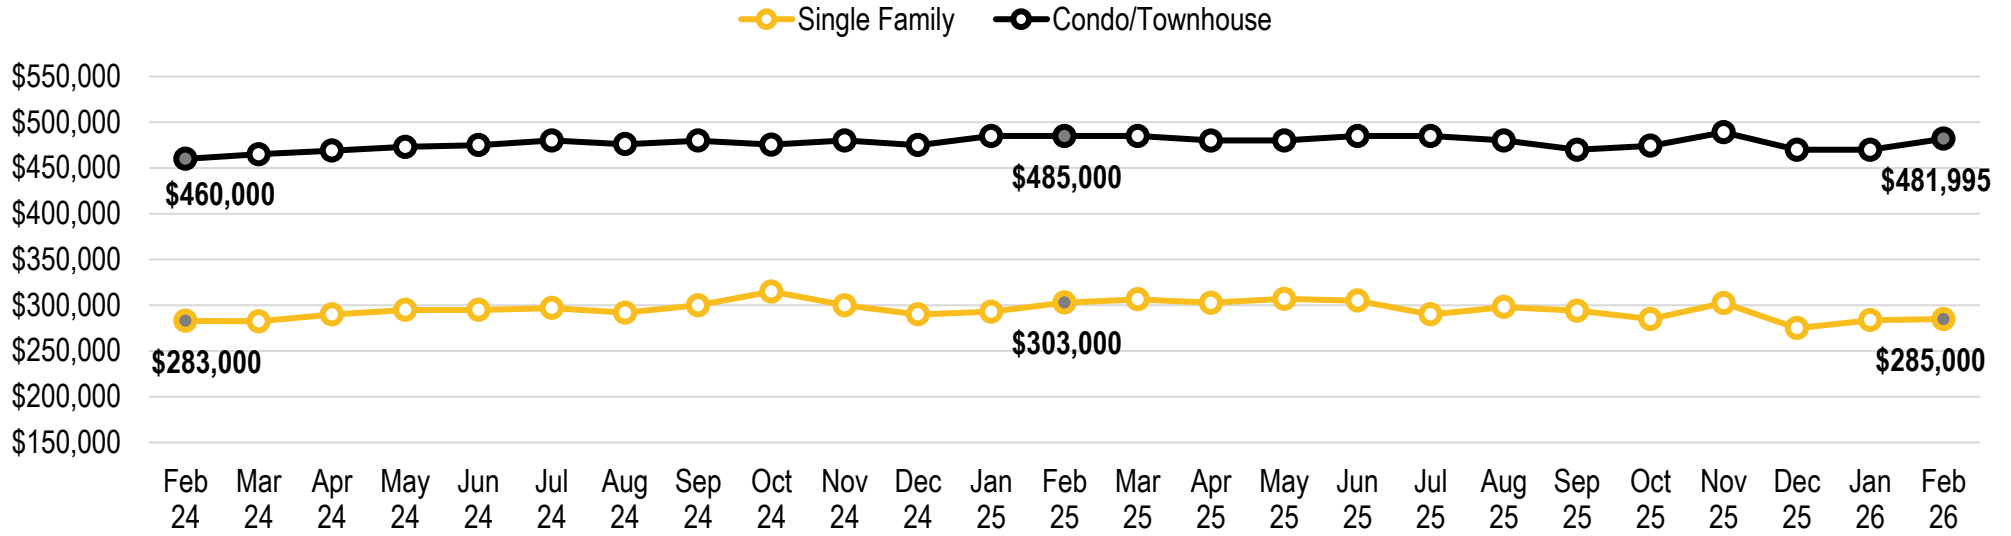 Single Family Condo/Townhouse
$550,000
$500,000
$450,000
$400,000
$350,000
$300,000
$250,000
$200,000
$150,000
$460,000
$485,000
$481,995
$283,000
$303,000
$285,000
Feb 24
Mar 24
Apr 24
May 24
Jun 24
Jul 24
Aug 24
Sep 24
Oct 24
Nov 24
Dec 24
Jan 25
Feb 25
Mar 25
Apr 25
May 25
Jun 25
Jul 25
Aug 25
Sep 25
Oct 25
Nov 25
Dec 25
Jan 26
Feb 26